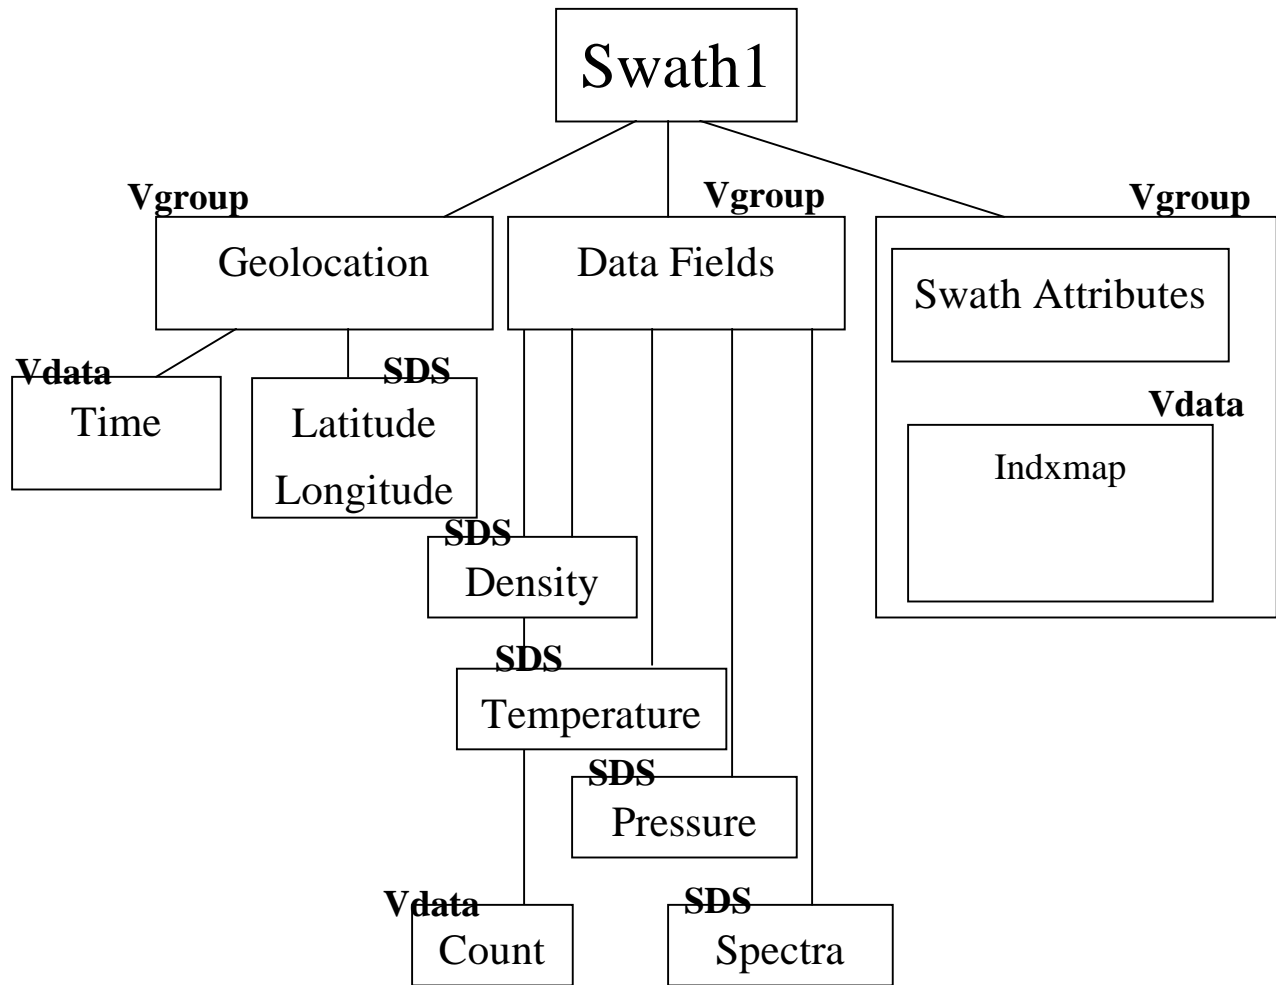 Swath1
Vgroup
Geolocation
Vgroup
Data Fields
Vgroup
Swath Attributes
Vdata
Time
SDS
Latitude
Longitude
Vdata
Indxmap
SDS
Density
SDS
Temperature
SDS
Pressure
Vdata
Count
SDS
Spectra